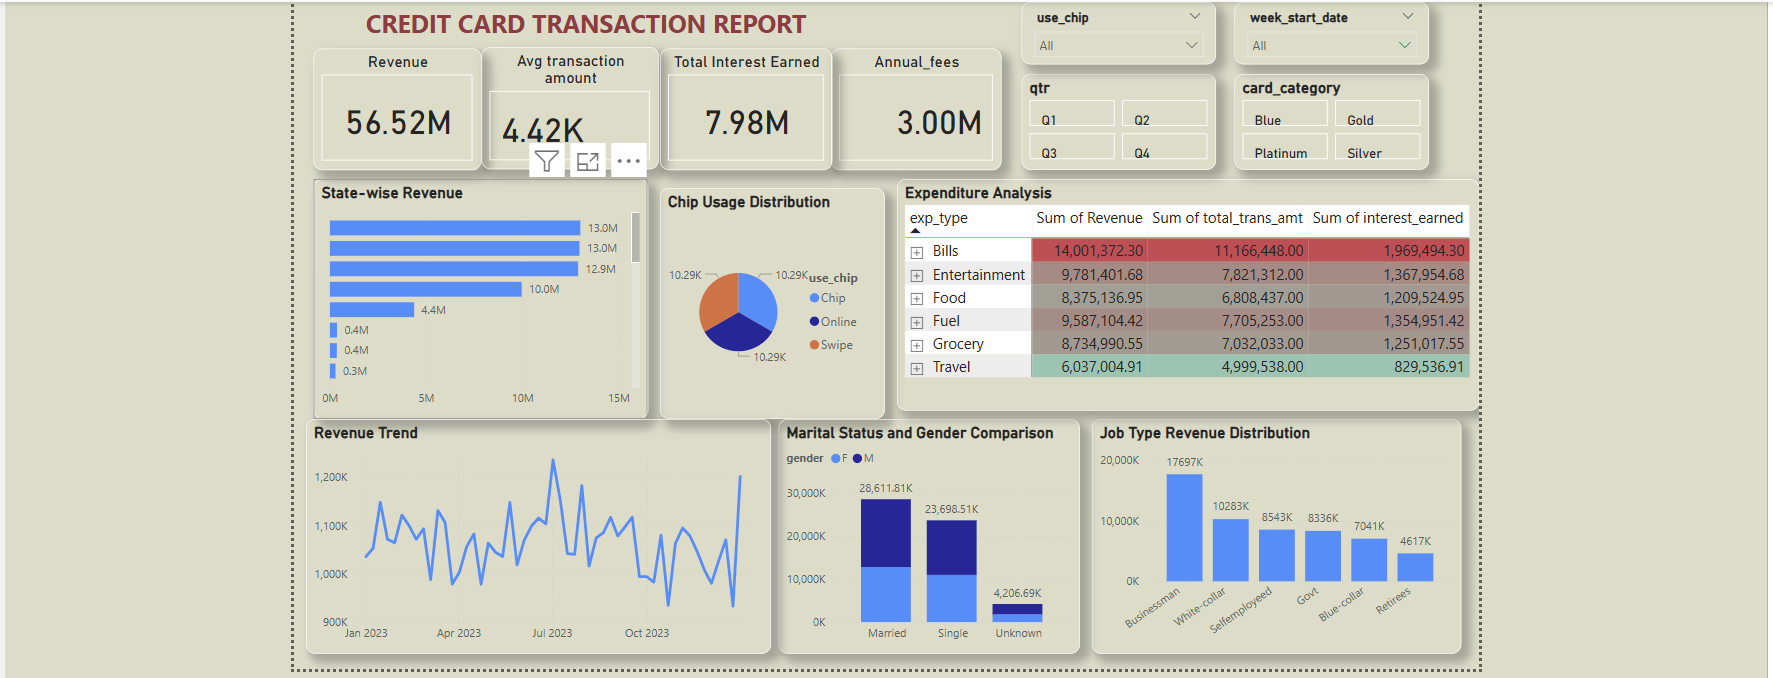 CREDIT CARD TRANSACTION REPORT
use_chip
All
week_start_date
All
Revenue
56.52M
Avg transaction
amount
4.42K
Total Interest Earned
7.98M
Annual_fees
3.00M
qtr
Q1 Q2
Q3 Q4
card_category
Blue Gold
Platinum Silver
State-wise Revenue
13.0M
13.0M
12.9M
10.0M
4.4M
0.4M
0.4M
0.3M
0M 5M 10M 15M
Chip Usage Distribution
10.29K 10.29K
10.29K
use_chip
Chip
Online
Swipe
Expenditure Analysis
exp_type Sum of Revenue Sum of total_trans_amt Sum of interest_earned
Bills 14,001,372.30 11,166,448.00 1,969,494.30
Entertainment 9,781,401.68 7,821,312.00 1,367,954.68
Food 8,375,136.95 6,808,437.00 1,209,524.95
Fuel 9,587,104.42 7,705,253.00 1,354,951.42
Grocery 8,734,990.55 7,032,033.00 1,251,017.55
Travel 6,037,004.91 4,999,538.00 829,536.91
Revenue Trend
1,200K
1,100K
1,000K
900K
Jan 2023 Apr 2023 Jul 2023 Oct 2023
Marital Status and Gender Comparison
gender F M
30,000K
20,000K
10,000K
0K
28,611.81K
23,698.51K
4,206.69K
Married Single Unknown
Job Type Revenue Distribution
20,000K
10,000K
0K
17697K
10283K
8543K
8336K
7041K
4617K
Businessman White-collar Selfemployeed Govt Blue-collar Retirees